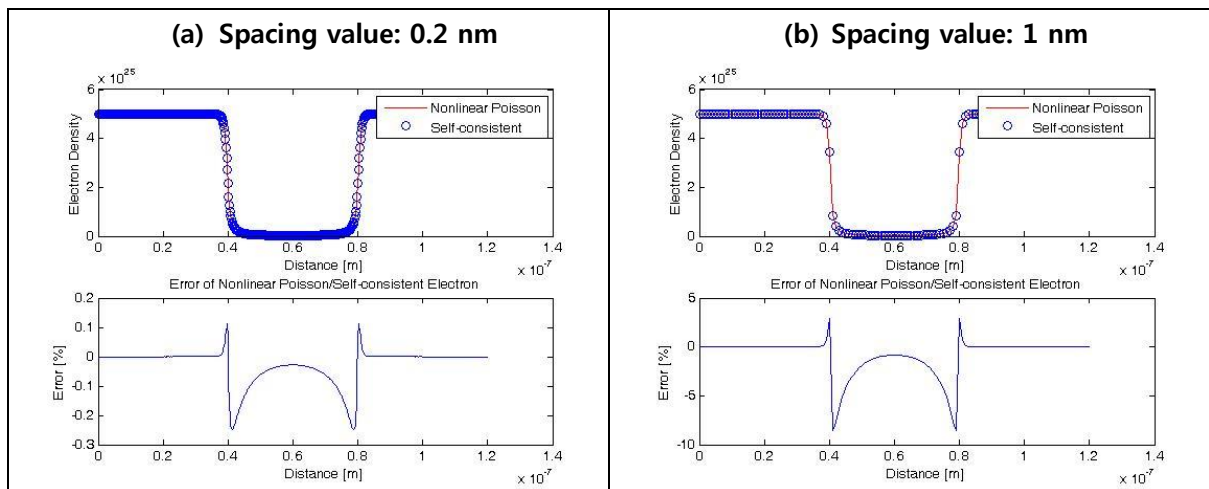 (a) Spacing value: 0.2 nm
x 10^25
6
4
2
0
Electron Density
Nonlinear Poisson
Self-consistent
0 0.2 0.4 0.6 0.8 1 1.2 1.4
Distance [m]
x 10^-7
Error of Nonlinear Poisson/Self-consistent Electron
0.2
0.1
0
-0.1
-0.2
-0.3
Error [%]
0 0.2 0.4 0.6 0.8 1 1.2 1.4
Distance [m]
x 10^-7
(b) Spacing value: 1 nm
x 10^25
6
4
2
0
Electron Density
Nonlinear Poisson
Self-consistent
0 0.2 0.4 0.6 0.8 1 1.2 1.4
Distance [m]
x 10^-7
Error of Nonlinear Poisson/Self-consistent Electron
5
0
-5
-10
Error [%]
0 0.2 0.4 0.6 0.8 1 1.2 1.4
Distance [m]
x 10^-7